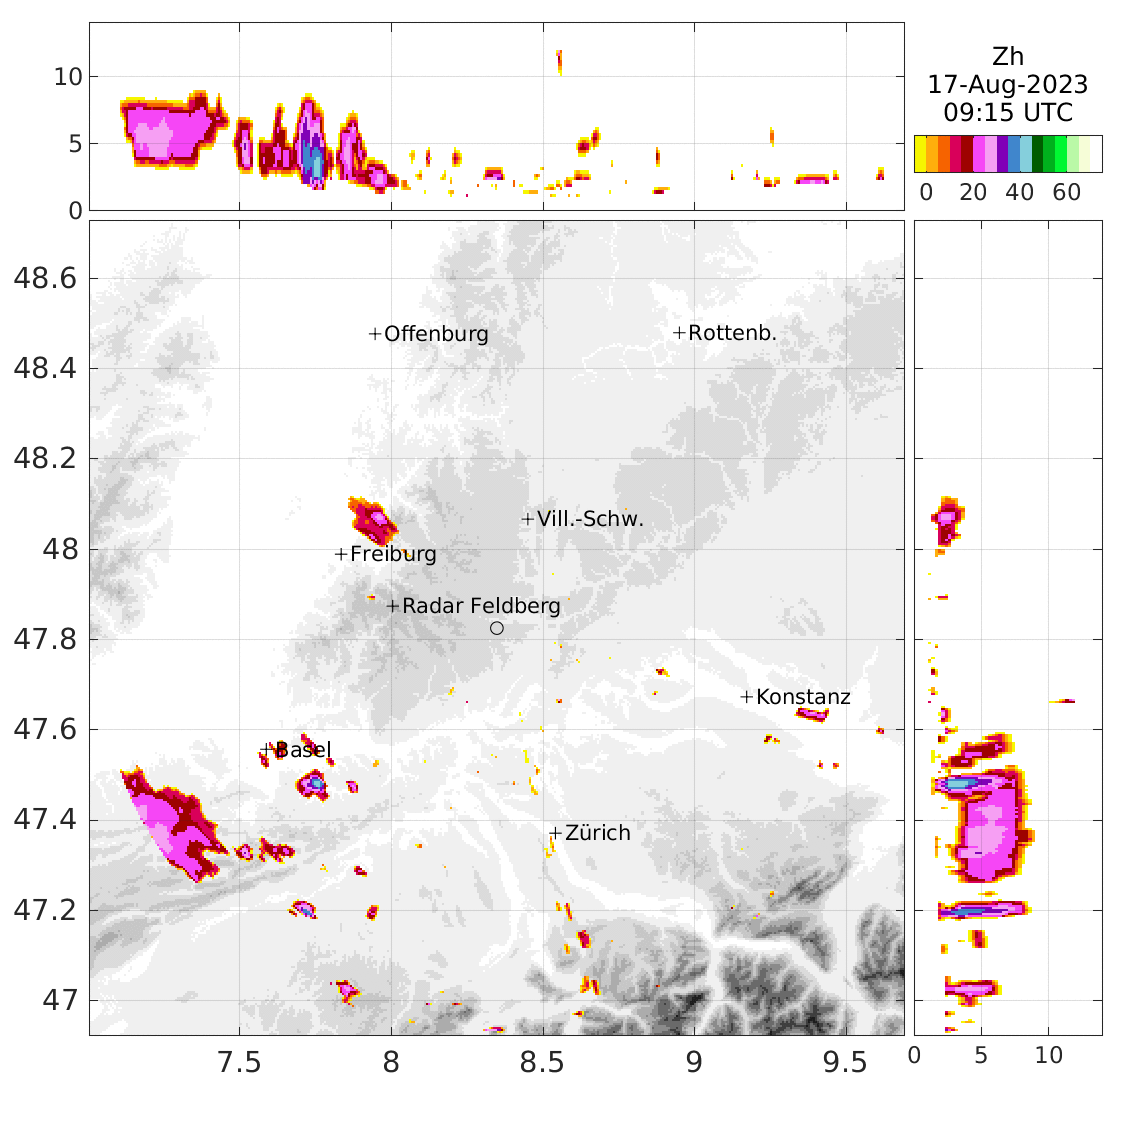 Zh
17-Aug-2023
09:15 UTC
10
5
0
0 20 40 60
48.6
48.4
48.2
48
47.8
47.6
47.4
47.2
47
Offenburg
Rottenb.
Vill.-Schw.
Freiburg
Radar Feldberg
Konstanz
Basel
Zürich
7.5 8 8.5 9 9.5
0 5 10